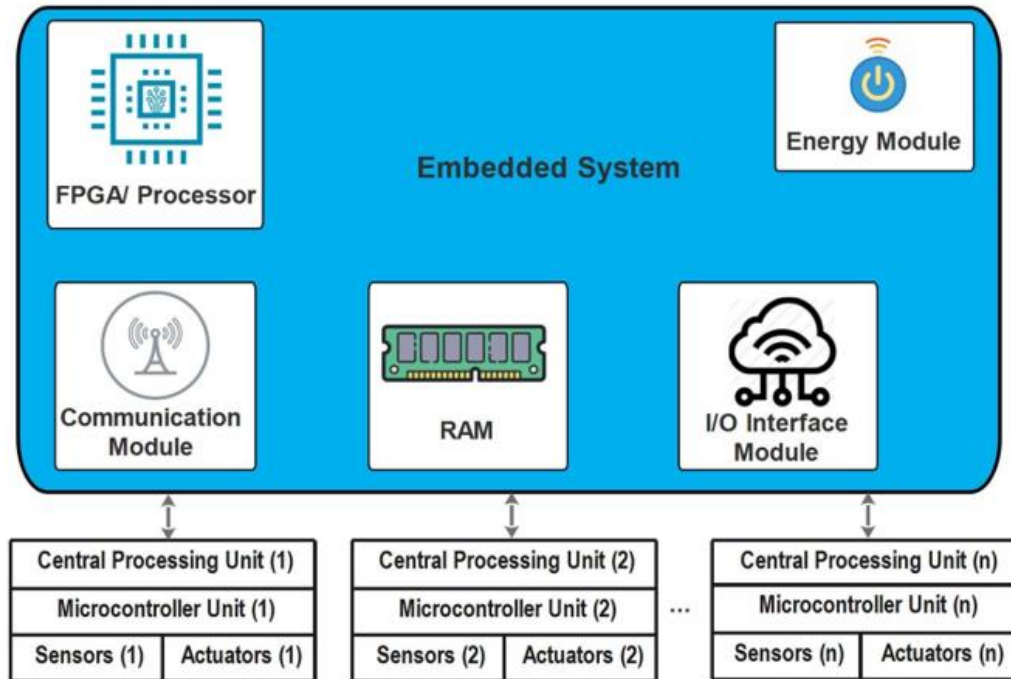 FPGA/ Processor
Embedded System
Energy Module
Communication
Module
RAM
I/O Interface
Module
Central Processing Unit (1)
Microcontroller Unit (1)
Sensors (1) Actuators (1)
Central Processing Unit (2)
Microcontroller Unit (2)
Sensors (2) Actuators (2)
...
Central Processing Unit (n)
Microcontroller Unit (n)
Sensors (n) Actuators (n)